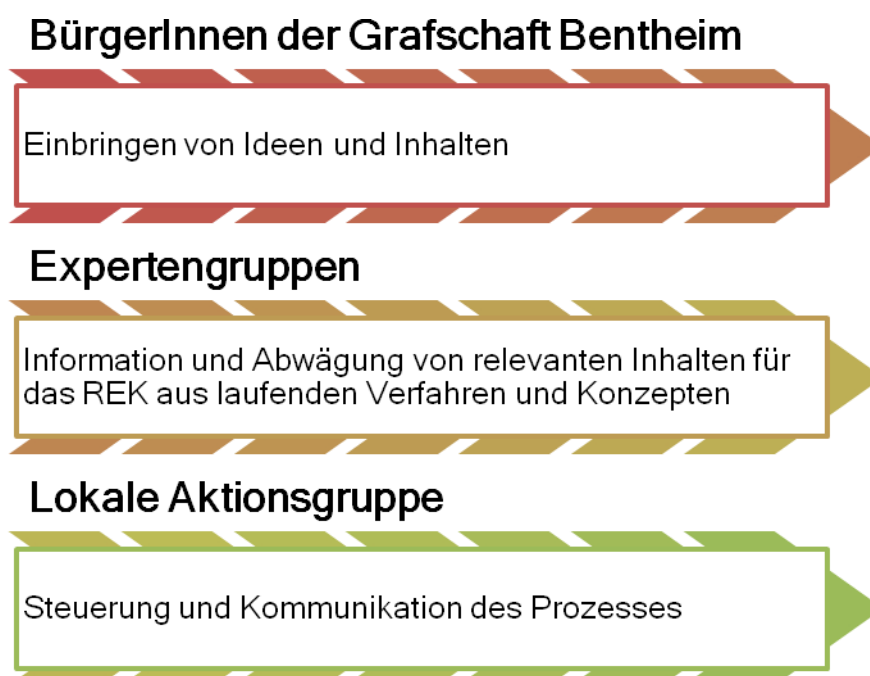 BürgerInnen der Grafschaft Bentheim
Einbringen von Ideen und Inhalten
Expertengruppen
Information und Abwägung von relevanten Inhalten für
das REK aus laufenden Verfahren und Konzepten
Lokale Aktionsgruppe
Steuerung und Kommunikation des Prozesses